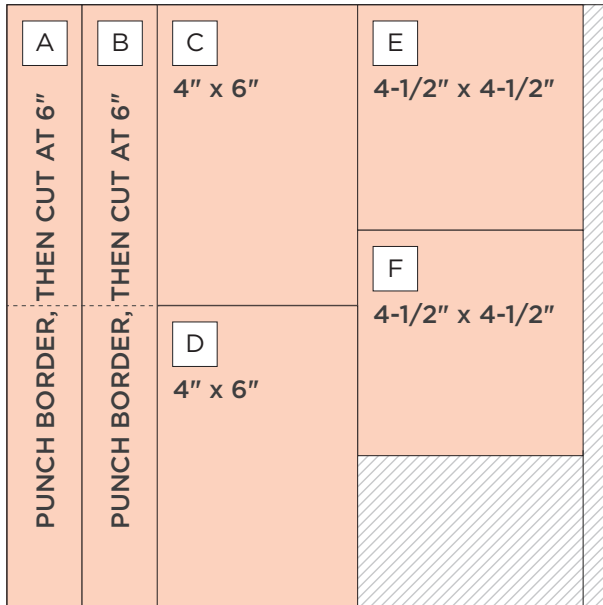 A
PUNCH BORDER, THEN CUT AT 6"
B
PUNCH BORDER, THEN CUT AT 6"
C
4" x 6"
D
4" x 6"
E
4-1/2" x 4-1/2"
F
4-1/2" x 4-1/2"